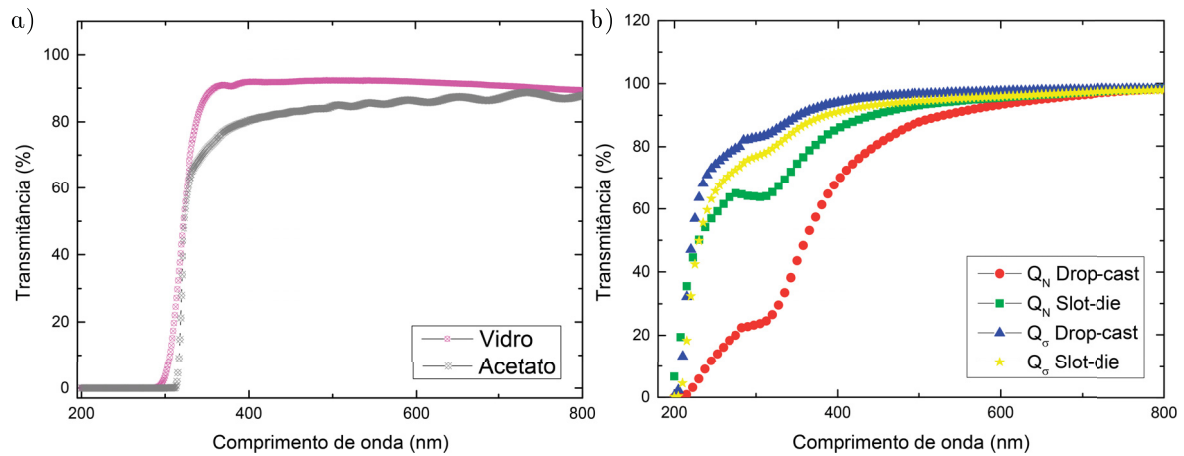 a)
Transmitância (%)
100
80
60
40
20
0
200
400
600
800
Comprimento de onda (nm)
Vidro
Acetato
b)
Transmitância (%)
120
100
80
60
40
20
0
200
400
600
800
Comprimento de onda (nm)
Q_N Drop-cast
Q_N Slot-die
Q_σ Drop-cast
Q_σ Slot-die